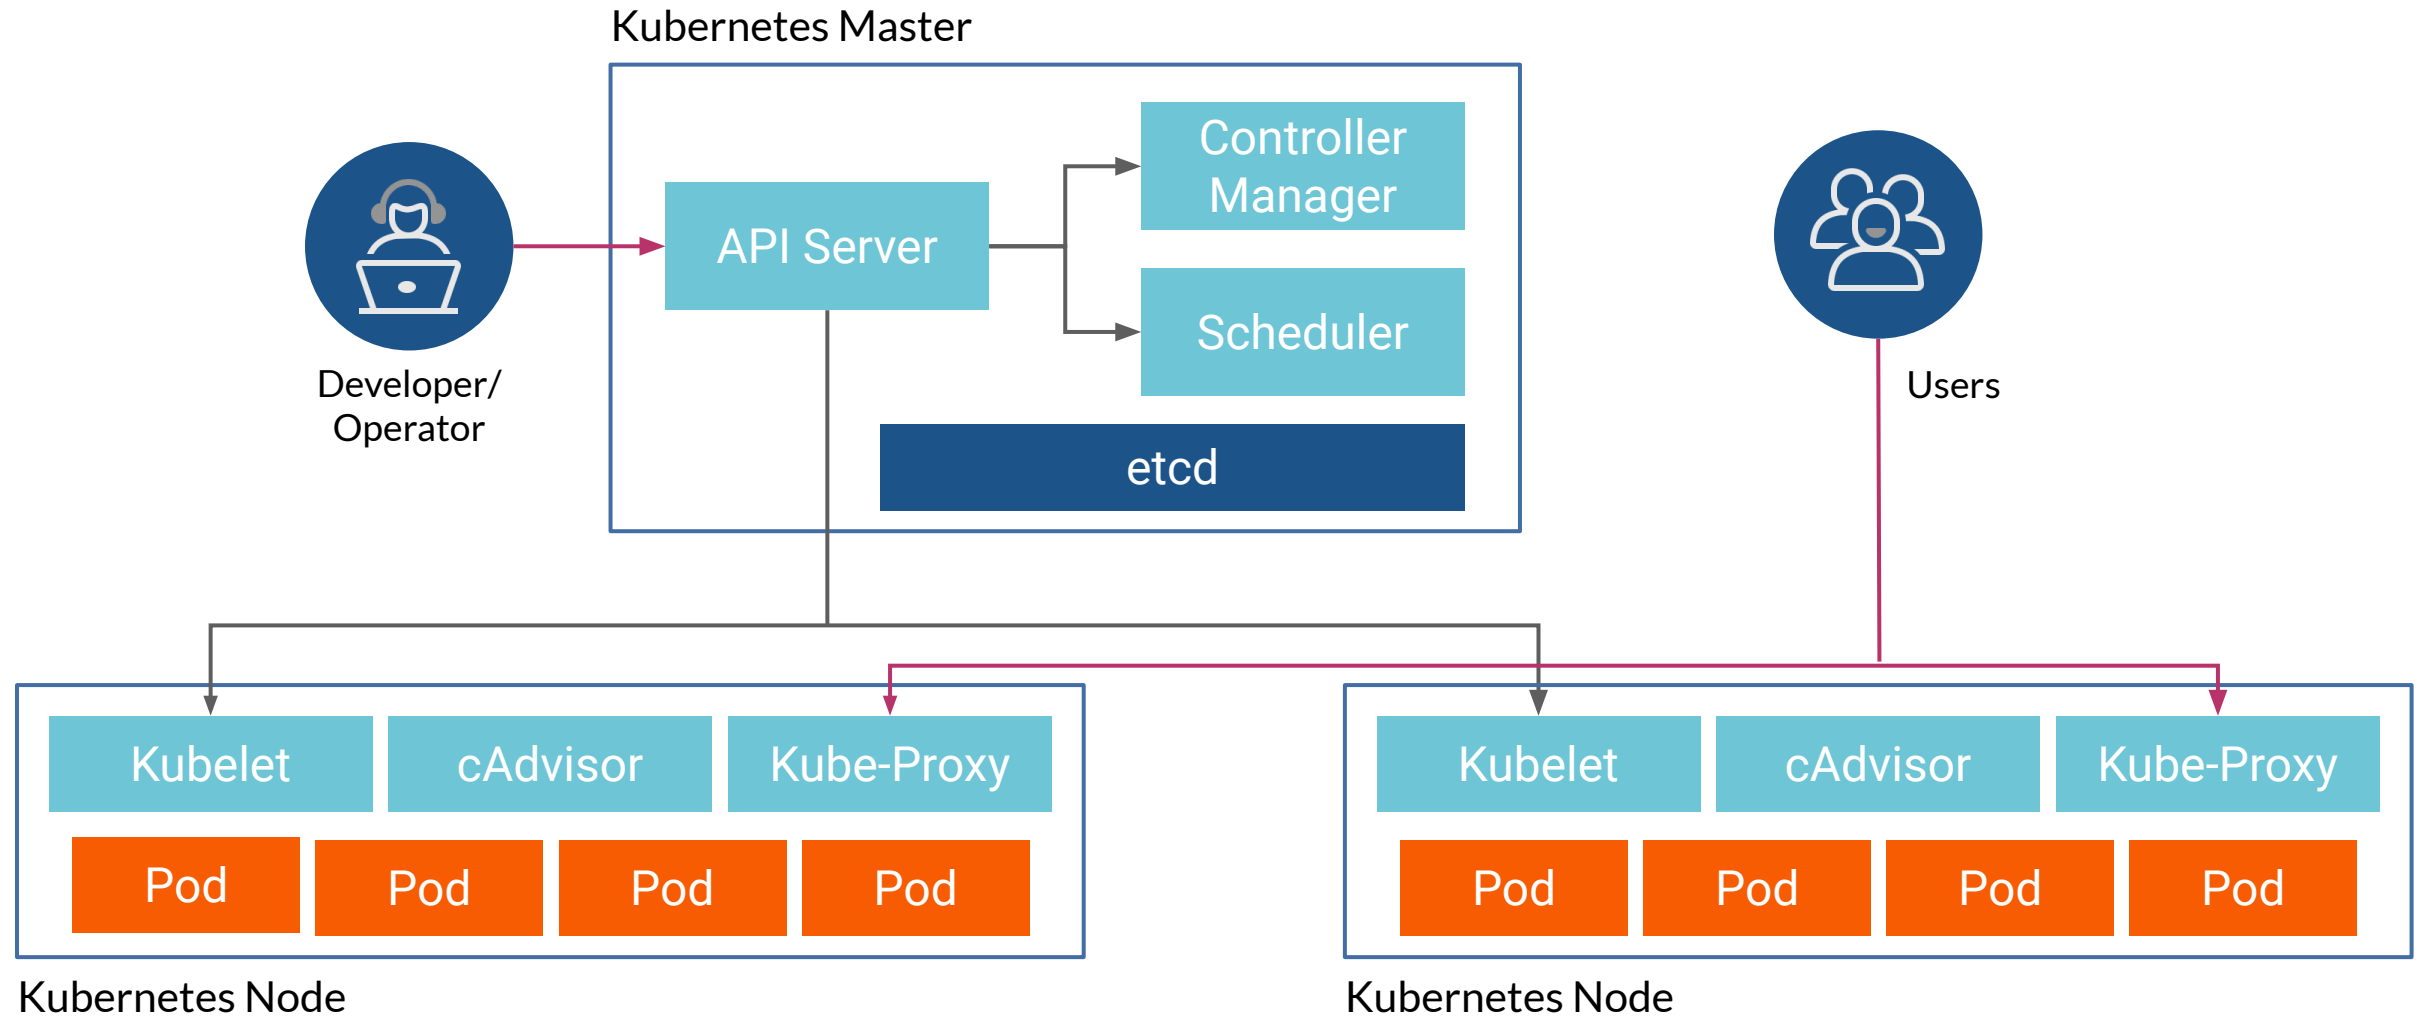 Kubernetes Master
Controller
Manager
API Server
Scheduler
Developer/
Operator
Users
etcd
Kubelet
cAdvisor
Kube-Proxy
Pod
Pod
Pod
Pod
Kubernetes Node
Kubelet
cAdvisor
Kube-Proxy
Pod
Pod
Pod
Pod
Kubernetes Node